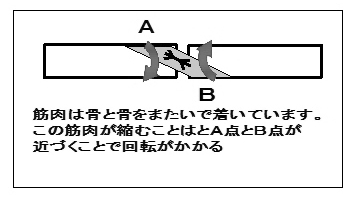 A
B
筋肉は骨と骨をまたいで着いています。
この筋肉が縮むことはとA点とB点が
近づくことで回転がかかる